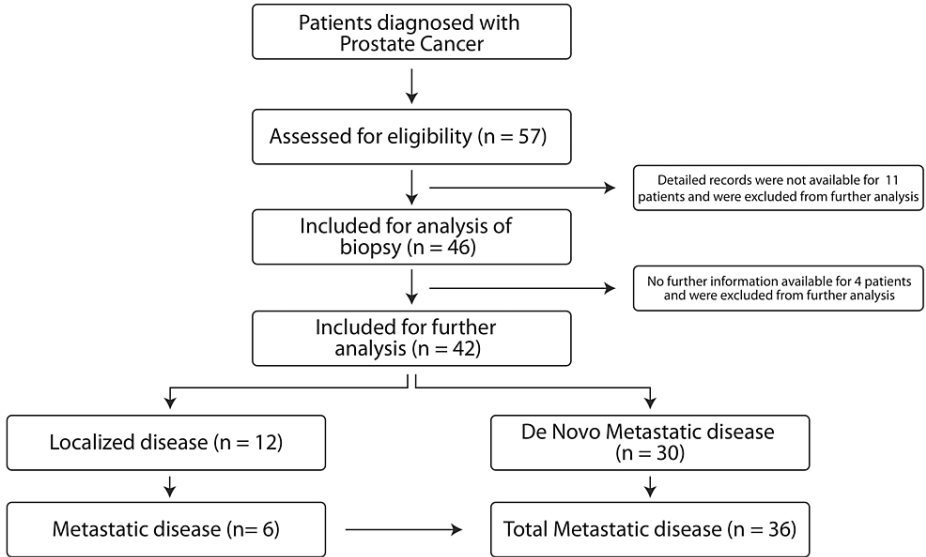 Patients diagnosed with
Prostate Cancer
Assessed for eligibility (n = 57)
Detailed records were not available for 11
patients and were excluded from further analysis
Included for analysis of
biopsy (n = 46)
No further information available for 4 patients
and were excluded from further analysis
Included for further
analysis (n = 42)
Localized disease (n = 12)
De Novo Metastatic disease
(n = 30)
Metastatic disease (n= 6)
Total Metastatic disease (n = 36)